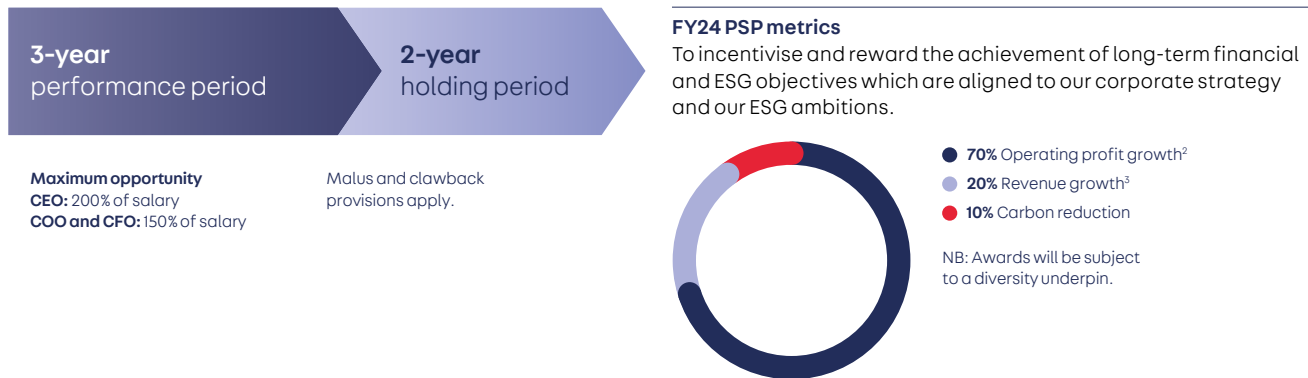 3-year
performance period
2-year
holding period
Maximum opportunity
CEO: 200% of salary
COO and CFO: 150% of salary
Malus and clawback
provisions apply.
FY24 PSP metrics
To incentivise and reward the achievement of long-term financial
and ESG objectives which are aligned to our corporate strategy
and our ESG ambitions.
70% Operating profit growth²
20% Revenue growth³
10% Carbon reduction
NB: Awards will be subject
to a diversity underpin.